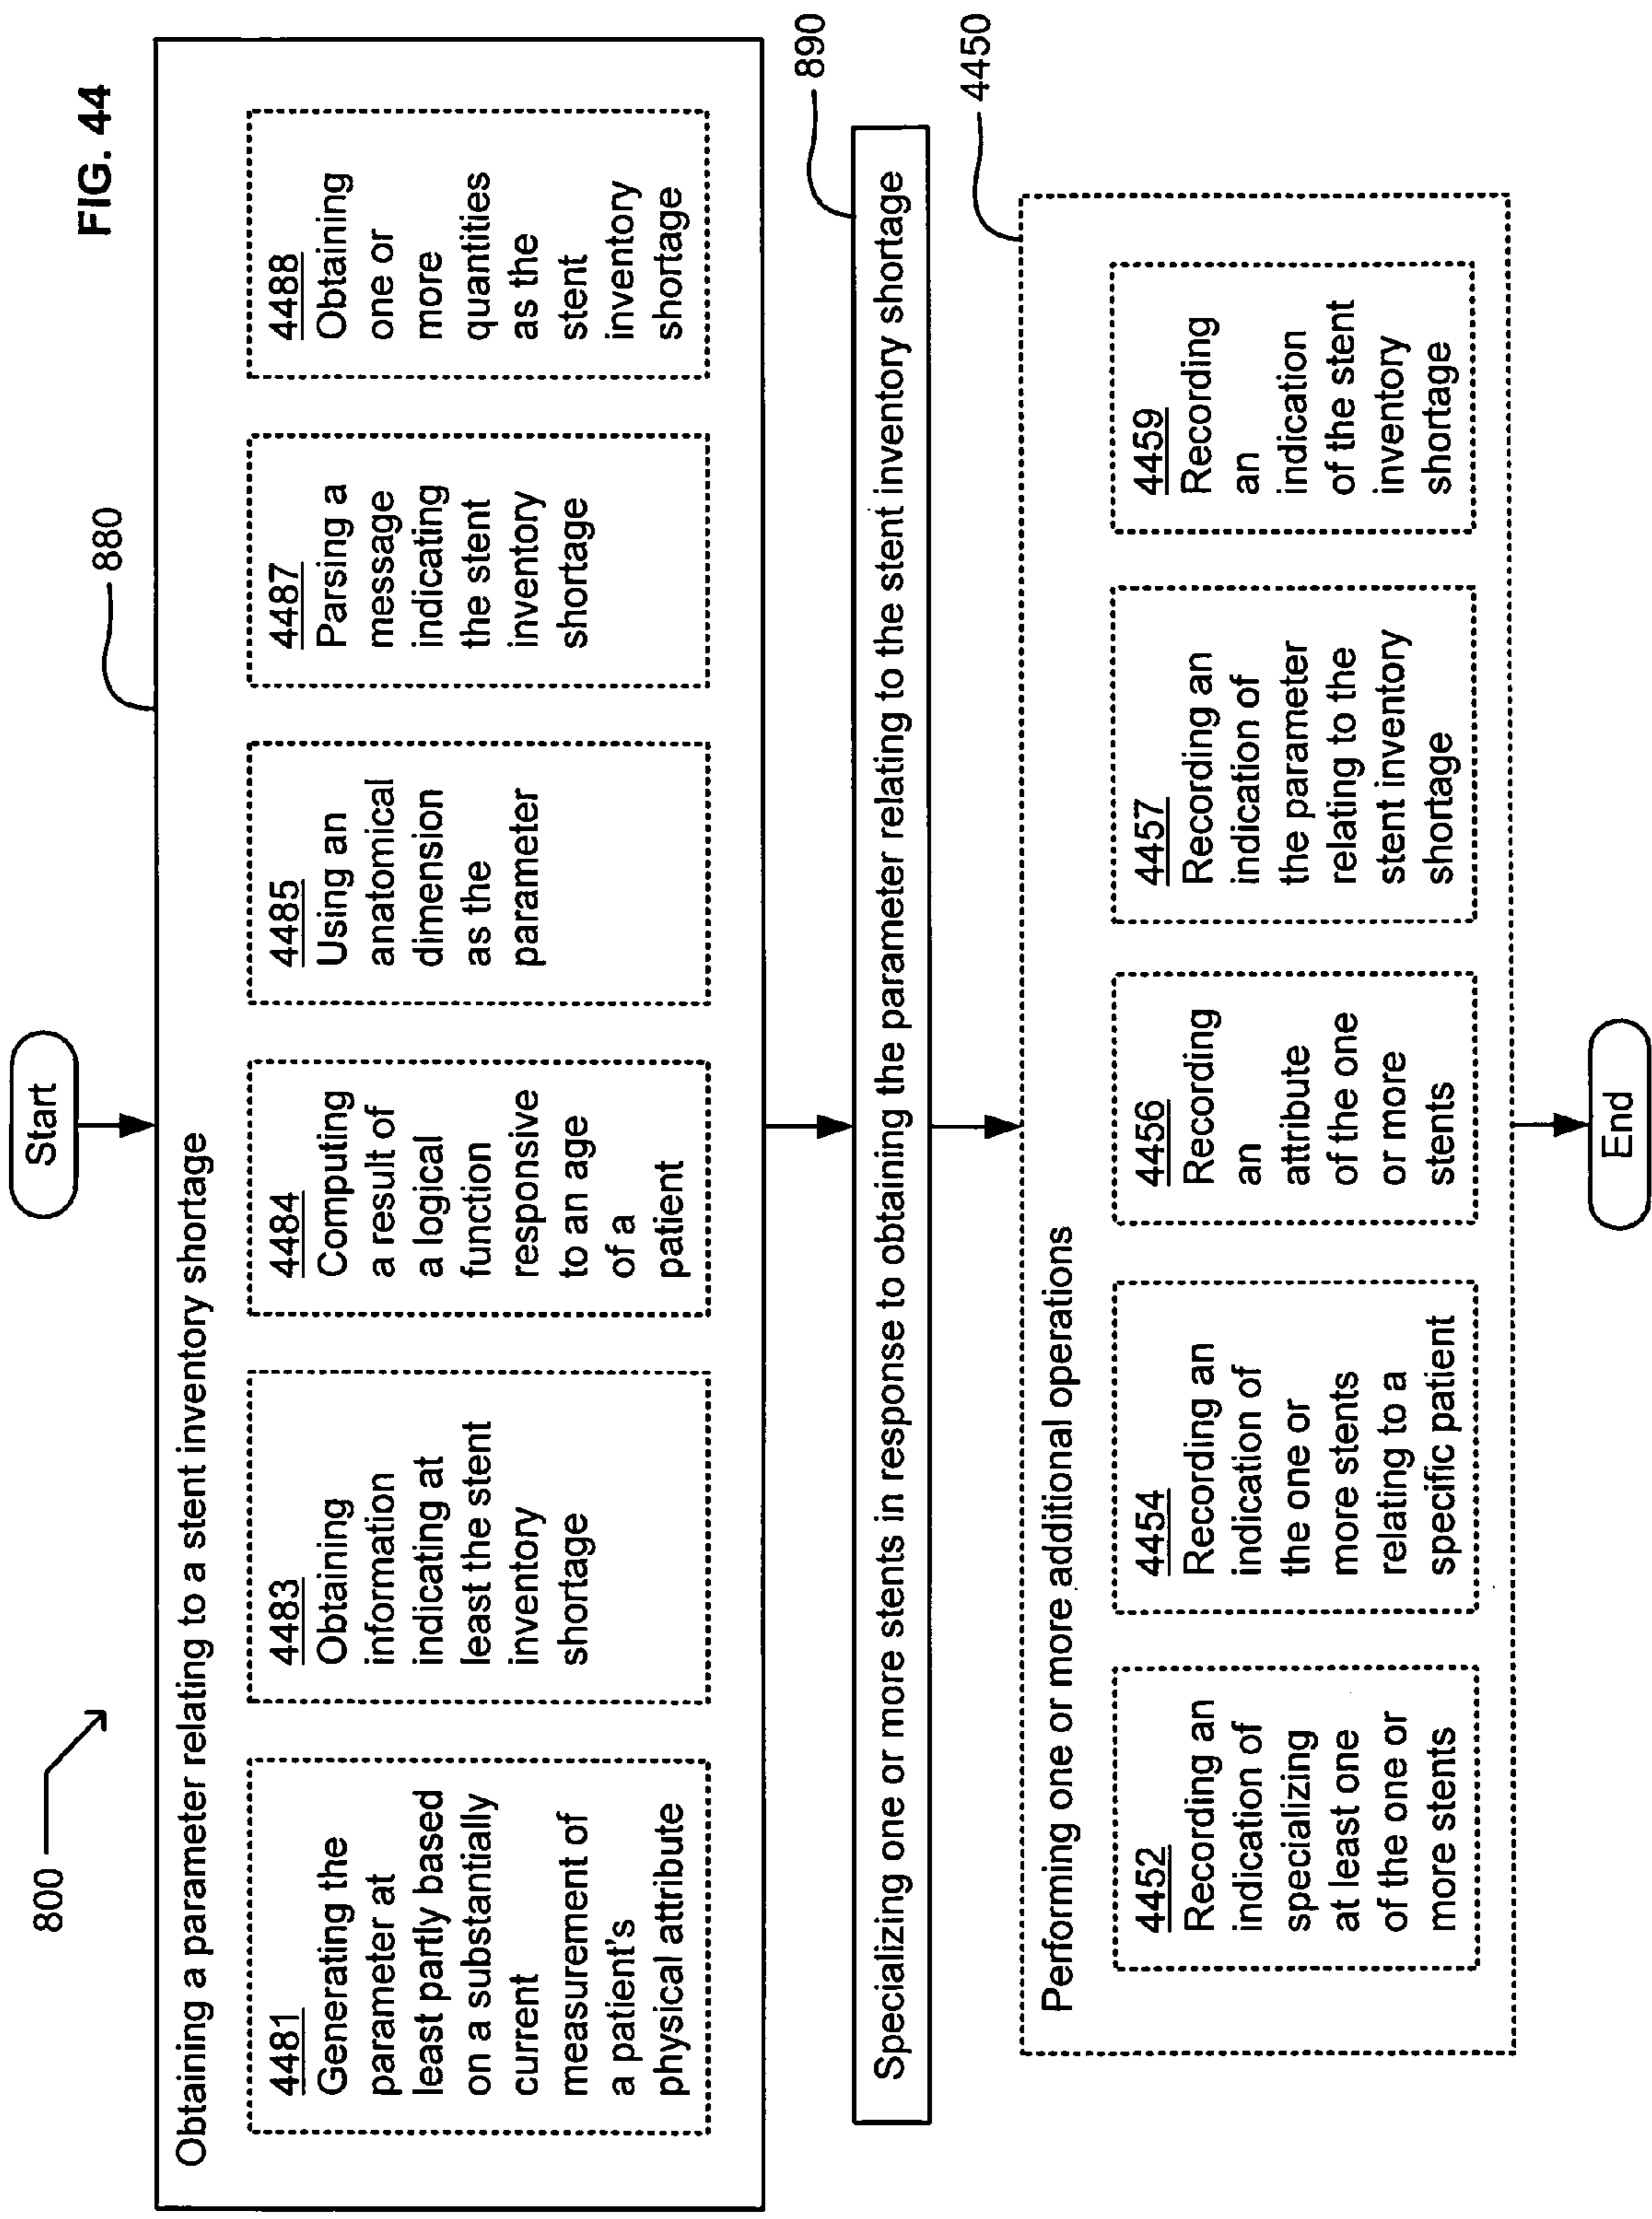 FIG. 44
800
Start
880
Obtaining a parameter relating to a stent inventory shortage
4481
Generating the
parameter at
least partly based
on a substantially
current
measurement of
a patient's
physical attribute
4483
Obtaining
information
indicating at
least the stent
inventory
shortage
4484
Computing
a result of
a logical
function
responsive
to an age
of a
patient
4485
Using an
anatomical
dimension
as the
parameter
4487
Parsing a
message
indicating
the stent
inventory
shortage
4488
Obtaining
one or
more
quantities
as the
stent
inventory
shortage
890
Specializing one or more stents in response to obtaining the parameter relating to the stent inventory shortage
4450
Performing one or more additional operations
4452
Recording an
indication of
specializing
at least one
of the one or
more stents
4454
Recording an
indication of
the one or
more stents
relating to a
specific patient
4456
Recording
an
attribute
of the one
or more
stents
4457
Recording an
indication of
the parameter
relating to the
stent inventory
shortage
4459
Recording
an
indication
of the stent
inventory
shortage
End